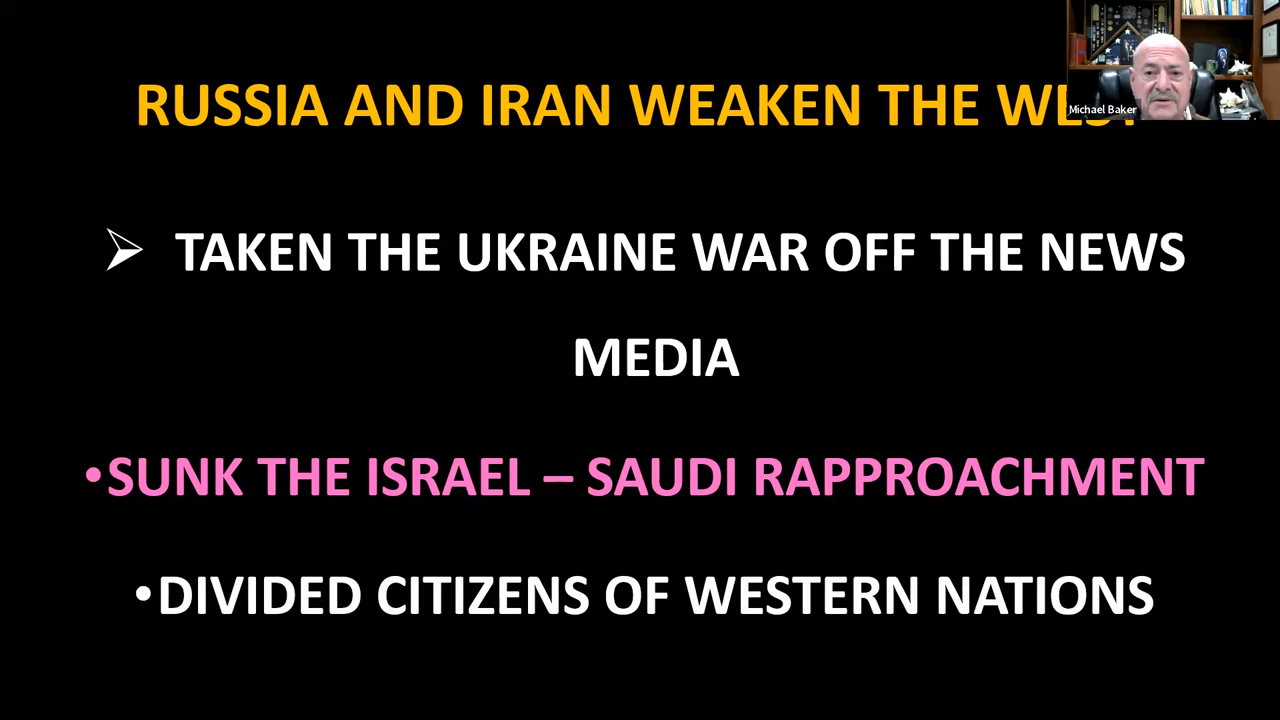 RUSSIA AND IRAN WEAKEN THE WEST
Michael Baker
➢ TAKEN THE UKRAINE WAR OFF THE NEWS
MEDIA
•SUNK THE ISRAEL – SAUDI RAPPROACHMENT
•DIVIDED CITIZENS OF WESTERN NATIONS